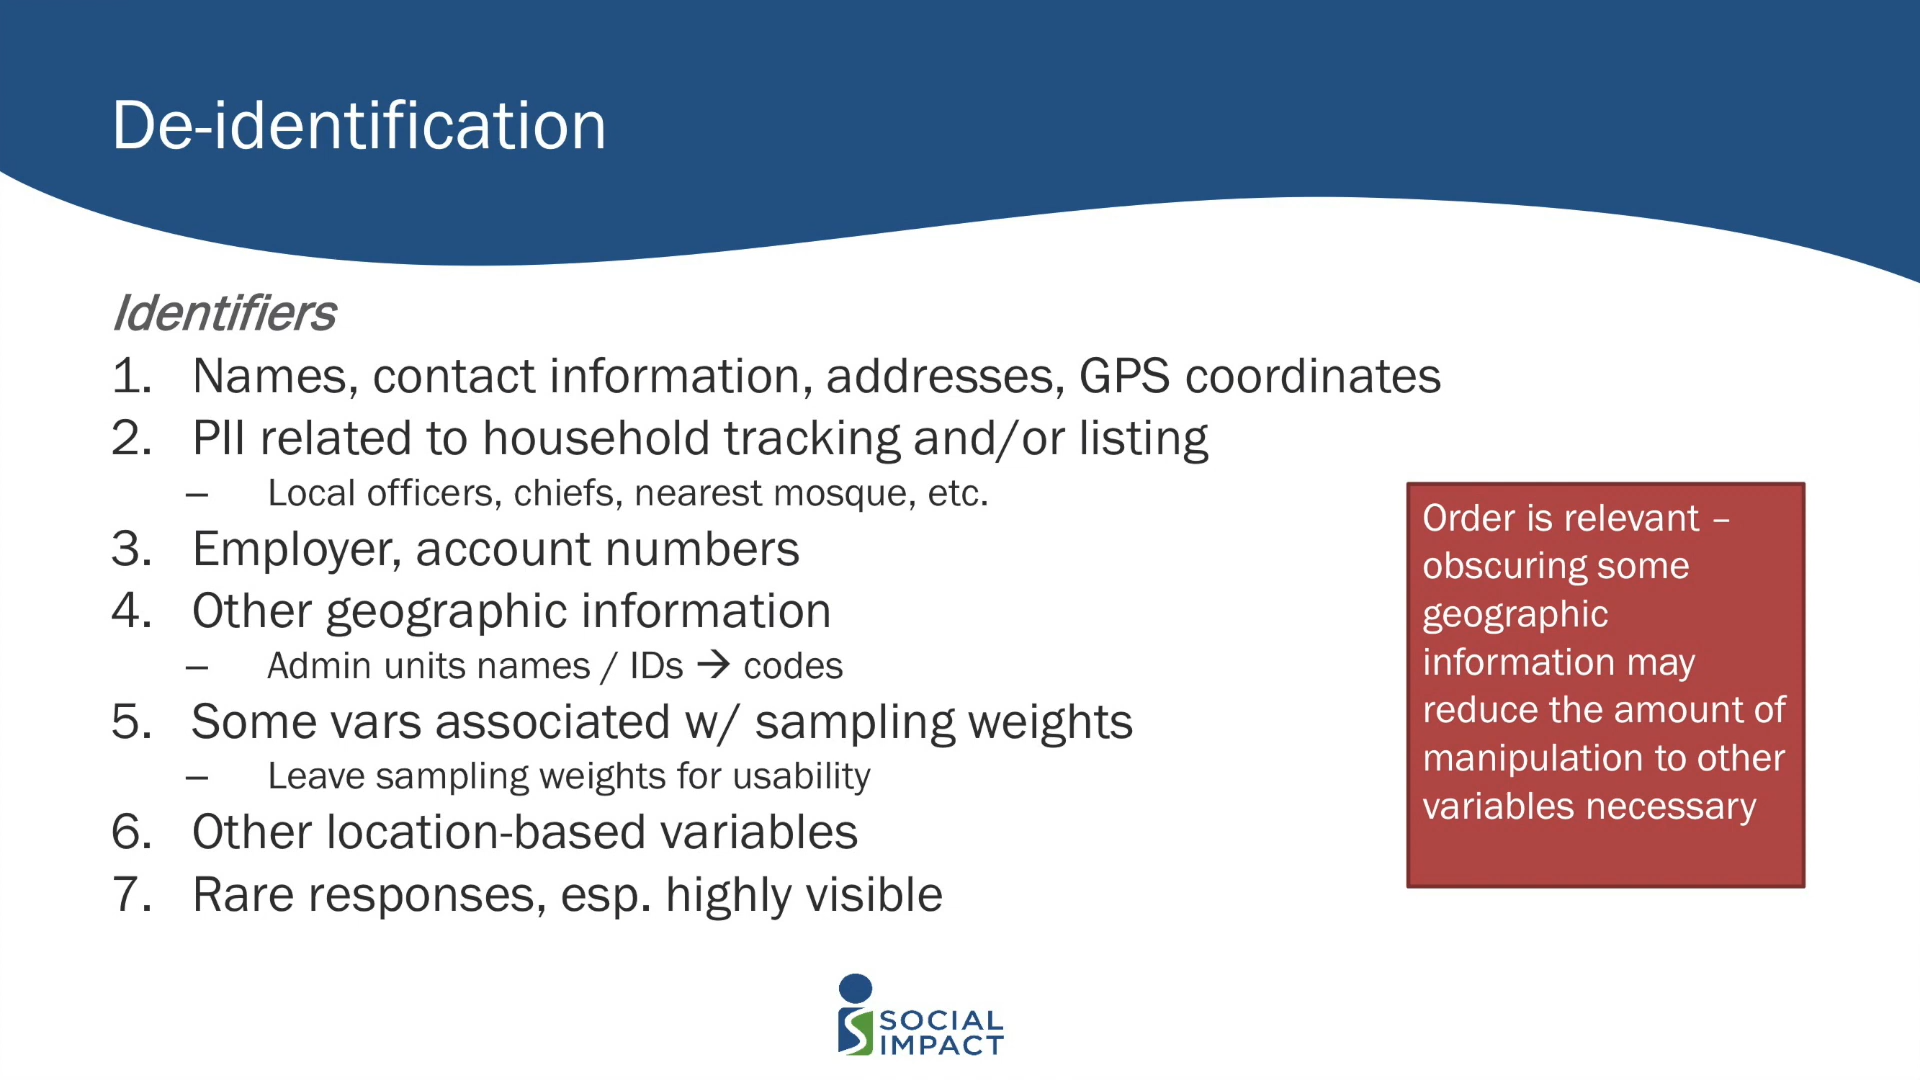 De-identification
Identifiers
1. Names, contact information, addresses, GPS coordinates
2. PII related to household tracking and/or listing
– Local officers, chiefs, nearest mosque, etc.
3. Employer, account numbers
4. Other geographic information
– Admin units names / IDs → codes
5. Some vars associated w/ sampling weights
– Leave sampling weights for usability
6. Other location-based variables
7. Rare responses, esp. highly visible
Order is relevant –
obscuring some
geographic
information may
reduce the amount of
manipulation to other
variables necessary
SOCIAL
IMPACT